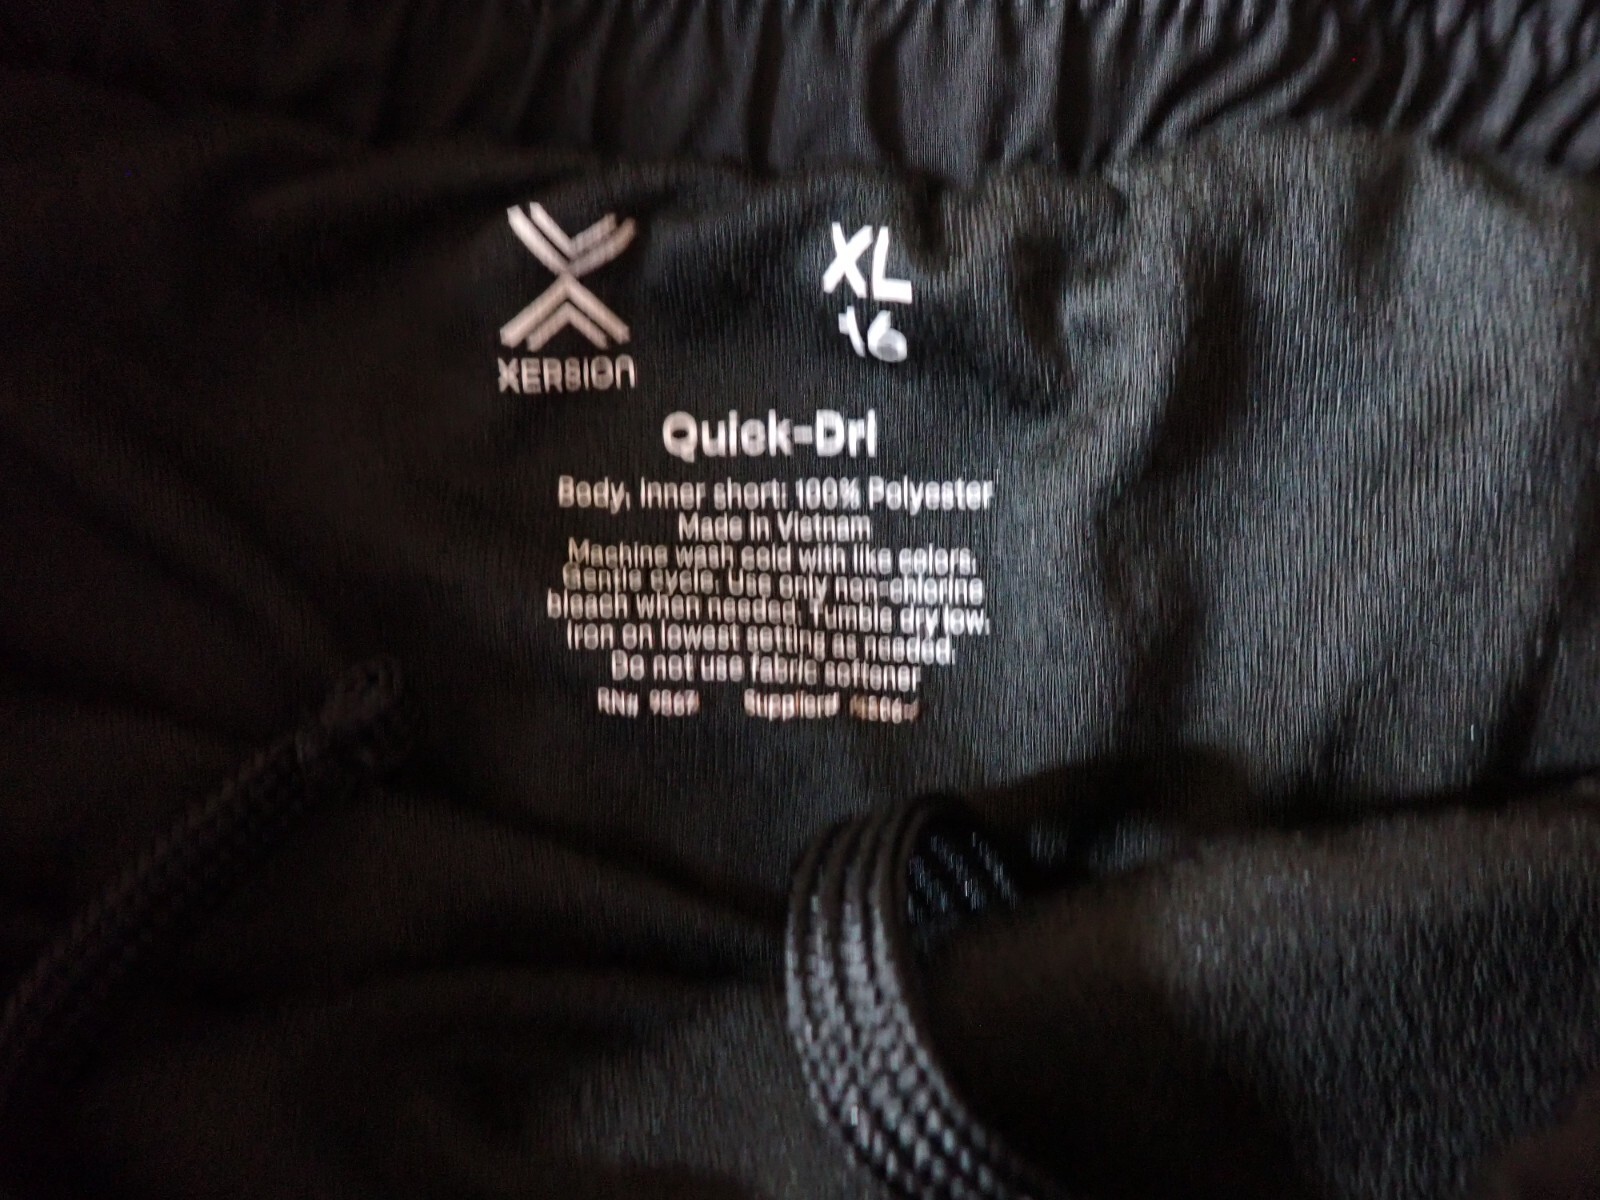 XERSION
XL
16
Quick-Dri
Body, Inner short: 100% Polyester
Made in Vietnam
Machine wash cold with like colors.
Gentle cycle. Use only non-chlorine
bleach when needed. Tumble dry low.
Iron on lowest setting as needed.
Do not use fabric softener